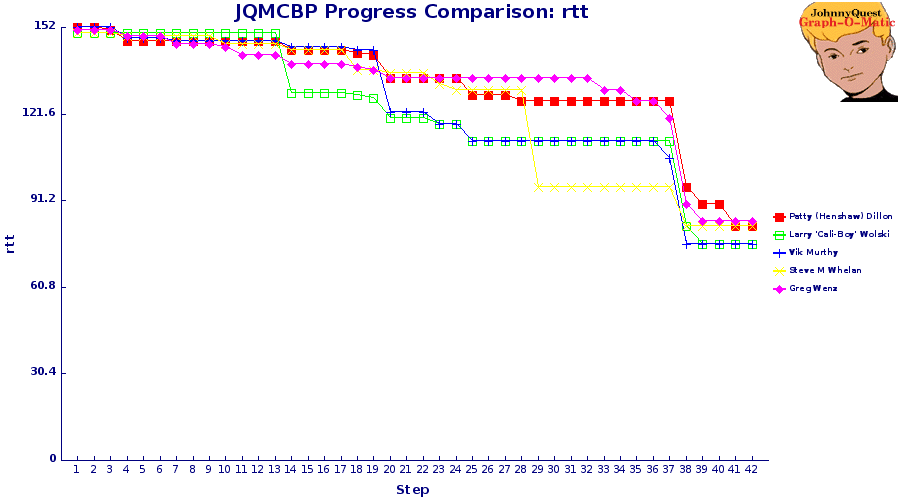 JQMCBP Progress Comparison: rtt
JohnnyQuest
Graph-O-Matic
152
121.6
91.2
60.8
30.4
0
rtt
1 2 3 4 5 6 7 8 9 10 11 12 13 14 15 16 17 18 19 20 21 22 23 24 25 26 27 28 29 30 31 32 33 34 35 36 37 38 39 40 41 42
Step
Patty (Henshaw) Dillon
Larry 'Cali-Boy' Wolski
Vik Murthy
Steve M Whelan
Greg Wenz